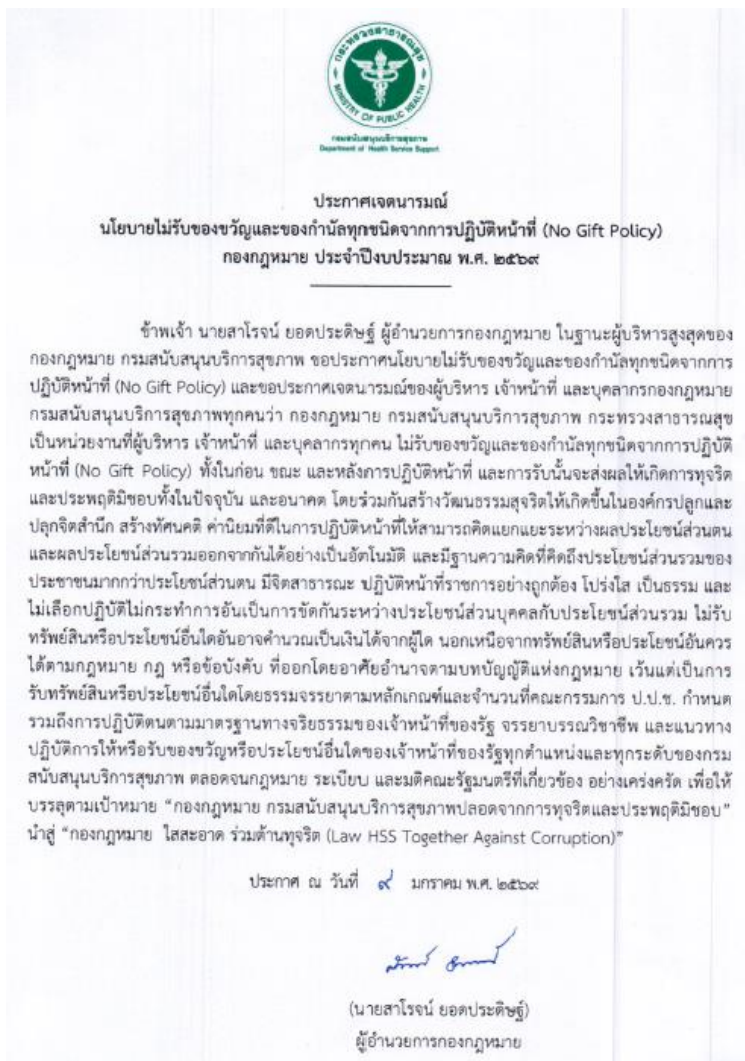 กระทรวงสาธารณสุข
MINISTRY OF PUBLIC HEALTH
กรมสนับสนุนบริการสุขภาพ
Department of Health Service Support
ประกาศเจตนารมณ์
นโยบายไม่รับของขวัญและของกำนัลทุกชนิดจากการปฏิบัติหน้าที่ (No Gift Policy)
กองกฎหมาย ประจำปีงบประมาณ พ.ศ. ๒๕๖๙
ข้าพเจ้า นายสาโรจน์ ยอดประดิษฐ์ ผู้อำนวยการกองกฎหมาย ในฐานะผู้บริหารสูงสุดของ
กองกฎหมาย กรมสนับสนุนบริการสุขภาพ ขอประกาศนโยบายไม่รับของขวัญและของกำนัลทุกชนิดจากการ
ปฏิบัติหน้าที่ (No Gift Policy) และขอประกาศเจตนารมณ์ของผู้บริหาร เจ้าหน้าที่ และบุคลากรกองกฎหมาย
กรมสนับสนุนบริการสุขภาพทุกคนว่า กองกฎหมาย กรมสนับสนุนบริการสุขภาพ กระทรวงสาธารณสุข
เป็นหน่วยงานที่ผู้บริหาร เจ้าหน้าที่ และบุคลากรทุกคน ไม่รับของขวัญและของกำนัลทุกชนิดจากการปฏิบัติ
หน้าที่ (No Gift Policy) ทั้งในก่อน ขณะ และหลังการปฏิบัติหน้าที่ และการรับนั้นจะส่งผลให้เกิดการทุจริต
และประพฤติมิชอบทั้งในปัจจุบัน และอนาคต โดยร่วมกันสร้างวัฒนธรรมสุจริตให้เกิดขึ้นในองค์กรปลูกและ
ปลุกจิตสำนึก สร้างทัศนคติ ค่านิยมที่ดีในการปฏิบัติหน้าที่ให้สามารถคิดแยกแยะระหว่างผลประโยชน์ส่วนตน
และผลประโยชน์ส่วนรวมออกจากกันได้อย่างเป็นอัตโนมัติ และมีฐานความคิดที่คิดถึงประโยชน์ส่วนรวมของ
ประชาชนมากกว่าประโยชน์ส่วนตน มีจิตสาธารณะ ปฏิบัติหน้าที่ราชการอย่างถูกต้อง โปร่งใส เป็นธรรม และ
ไม่เลือกปฏิบัติไม่กระทำการอันเป็นการขัดกันระหว่างประโยชน์ส่วนบุคคลกับประโยชน์ส่วนรวม ไม่รับ
ทรัพย์สินหรือประโยชน์อื่นใดอันอาจคำนวณเป็นเงินได้จากผู้ใด นอกเหนือจากทรัพย์สินหรือประโยชน์อันควร
ได้ตามกฎหมาย กฎ หรือข้อบังคับ ที่ออกโดยอาศัยอำนาจตามบทบัญญัติแห่งกฎหมาย เว้นแต่เป็นการ
รับทรัพย์สินหรือประโยชน์อื่นใดโดยธรรมจรรยาตามหลักเกณฑ์และจำนวนที่คณะกรรมการ ป.ป.ช. กำหนด
รวมถึงการปฏิบัติตนตามมาตรฐานทางจริยธรรมของเจ้าหน้าที่ของรัฐ จรรยาบรรณวิชาชีพ และแนวทาง
ปฏิบัติการให้หรือรับของขวัญหรือประโยชน์อื่นใดของเจ้าหน้าที่ของรัฐทุกตำแหน่งและทุกระดับของกรม
สนับสนุนบริการสุขภาพ ตลอดจนกฎหมาย ระเบียบ และมติคณะรัฐมนตรีที่เกี่ยวข้อง อย่างเคร่งครัด เพื่อให้
บรรลุตามเป้าหมาย “กองกฎหมาย กรมสนับสนุนบริการสุขภาพปลอดจากการทุจริตและประพฤติมิชอบ”
นำสู่ “กองกฎหมาย ใสสะอาด ร่วมต้านทุจริต (Law HSS Together Against Corruption)”
ประกาศ ณ วันที่ ๙ มกราคม พ.ศ. ๒๕๖๙
(นายสาโรจน์ ยอดประดิษฐ์)
ผู้อำนวยการกองกฎหมาย